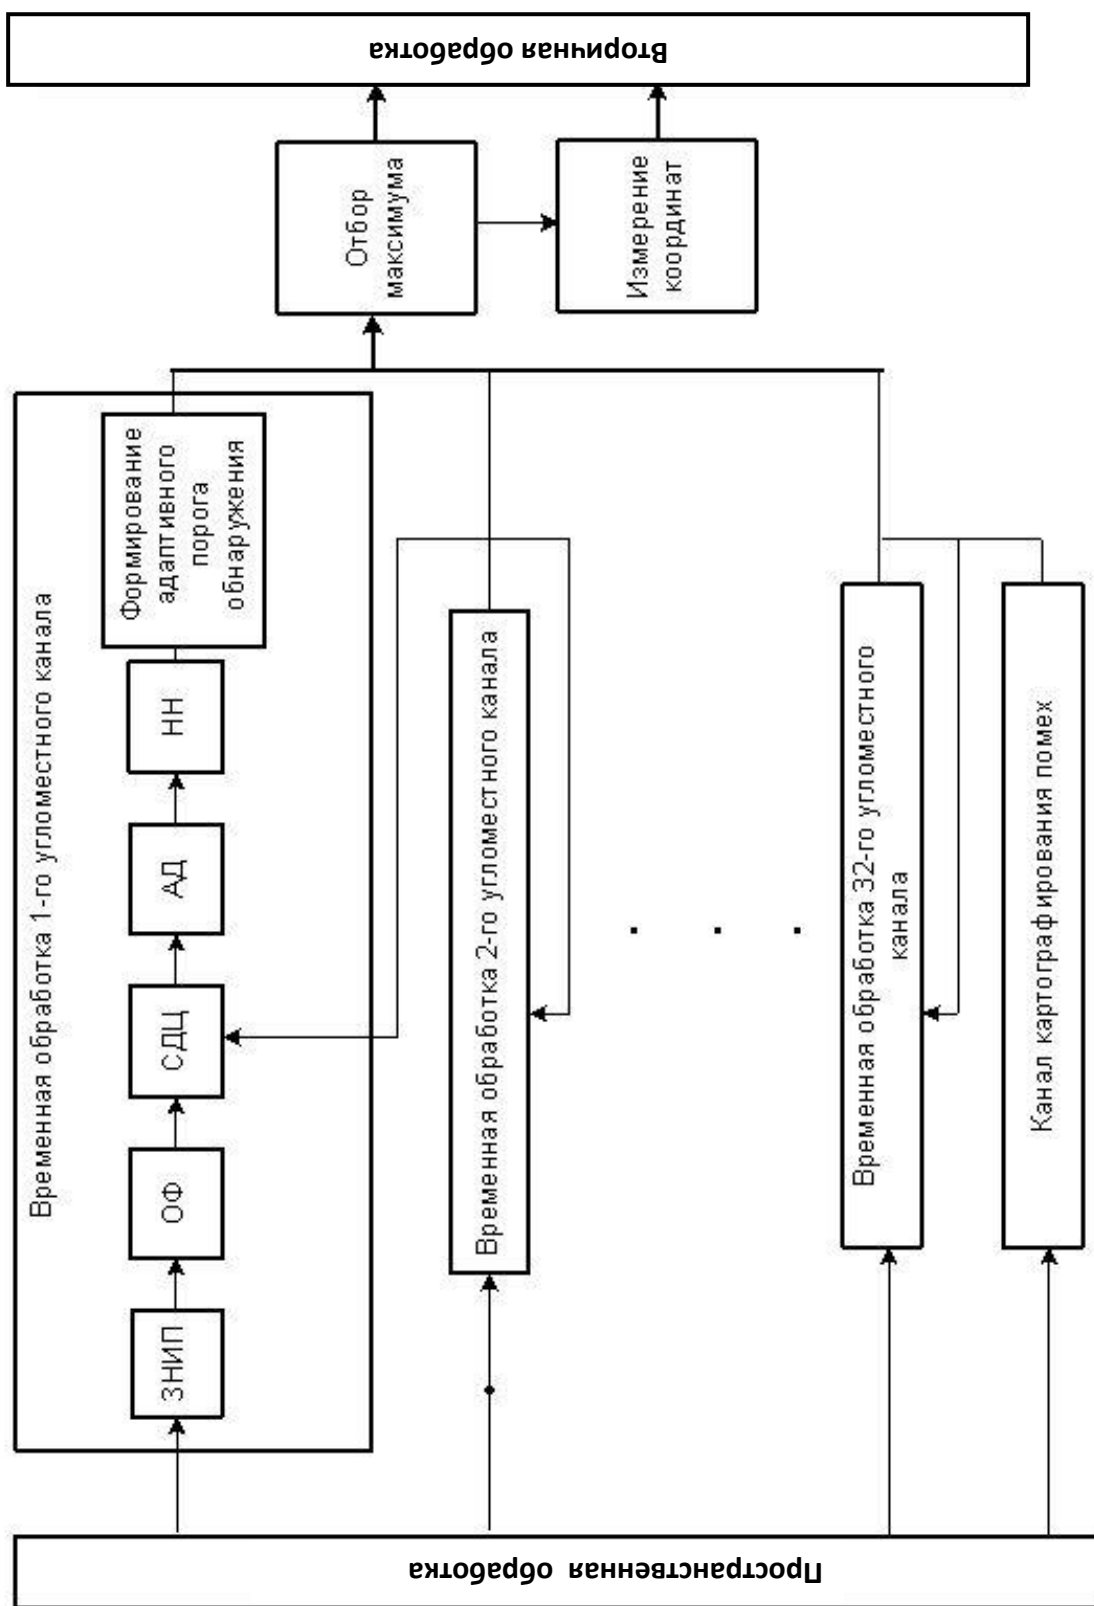 Вторичная обработка
Отбор
максимума
Измерение
координат
Временная обработка 1-го угломестного канала
ЗНИП
ОФ
СДЦ
АД
НН
Формирование
адаптивного
порога
обнаружения
Временная обработка 2-го угломестного канала
. . .
Временная обработка 32-го угломестного
канала
Канал картографирования помех
Пространственная обработка